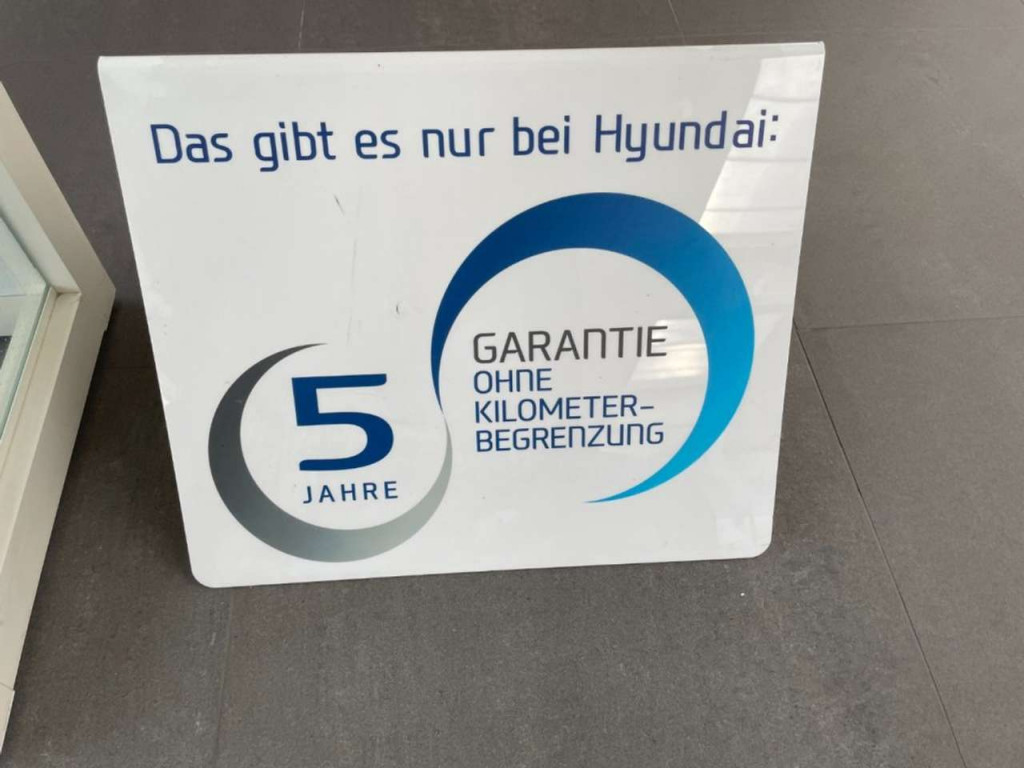 Das gibt es nur bei Hyundai:
5
JAHRE
GARANTIE
OHNE
KILOMETER-
BEGRENZUNG